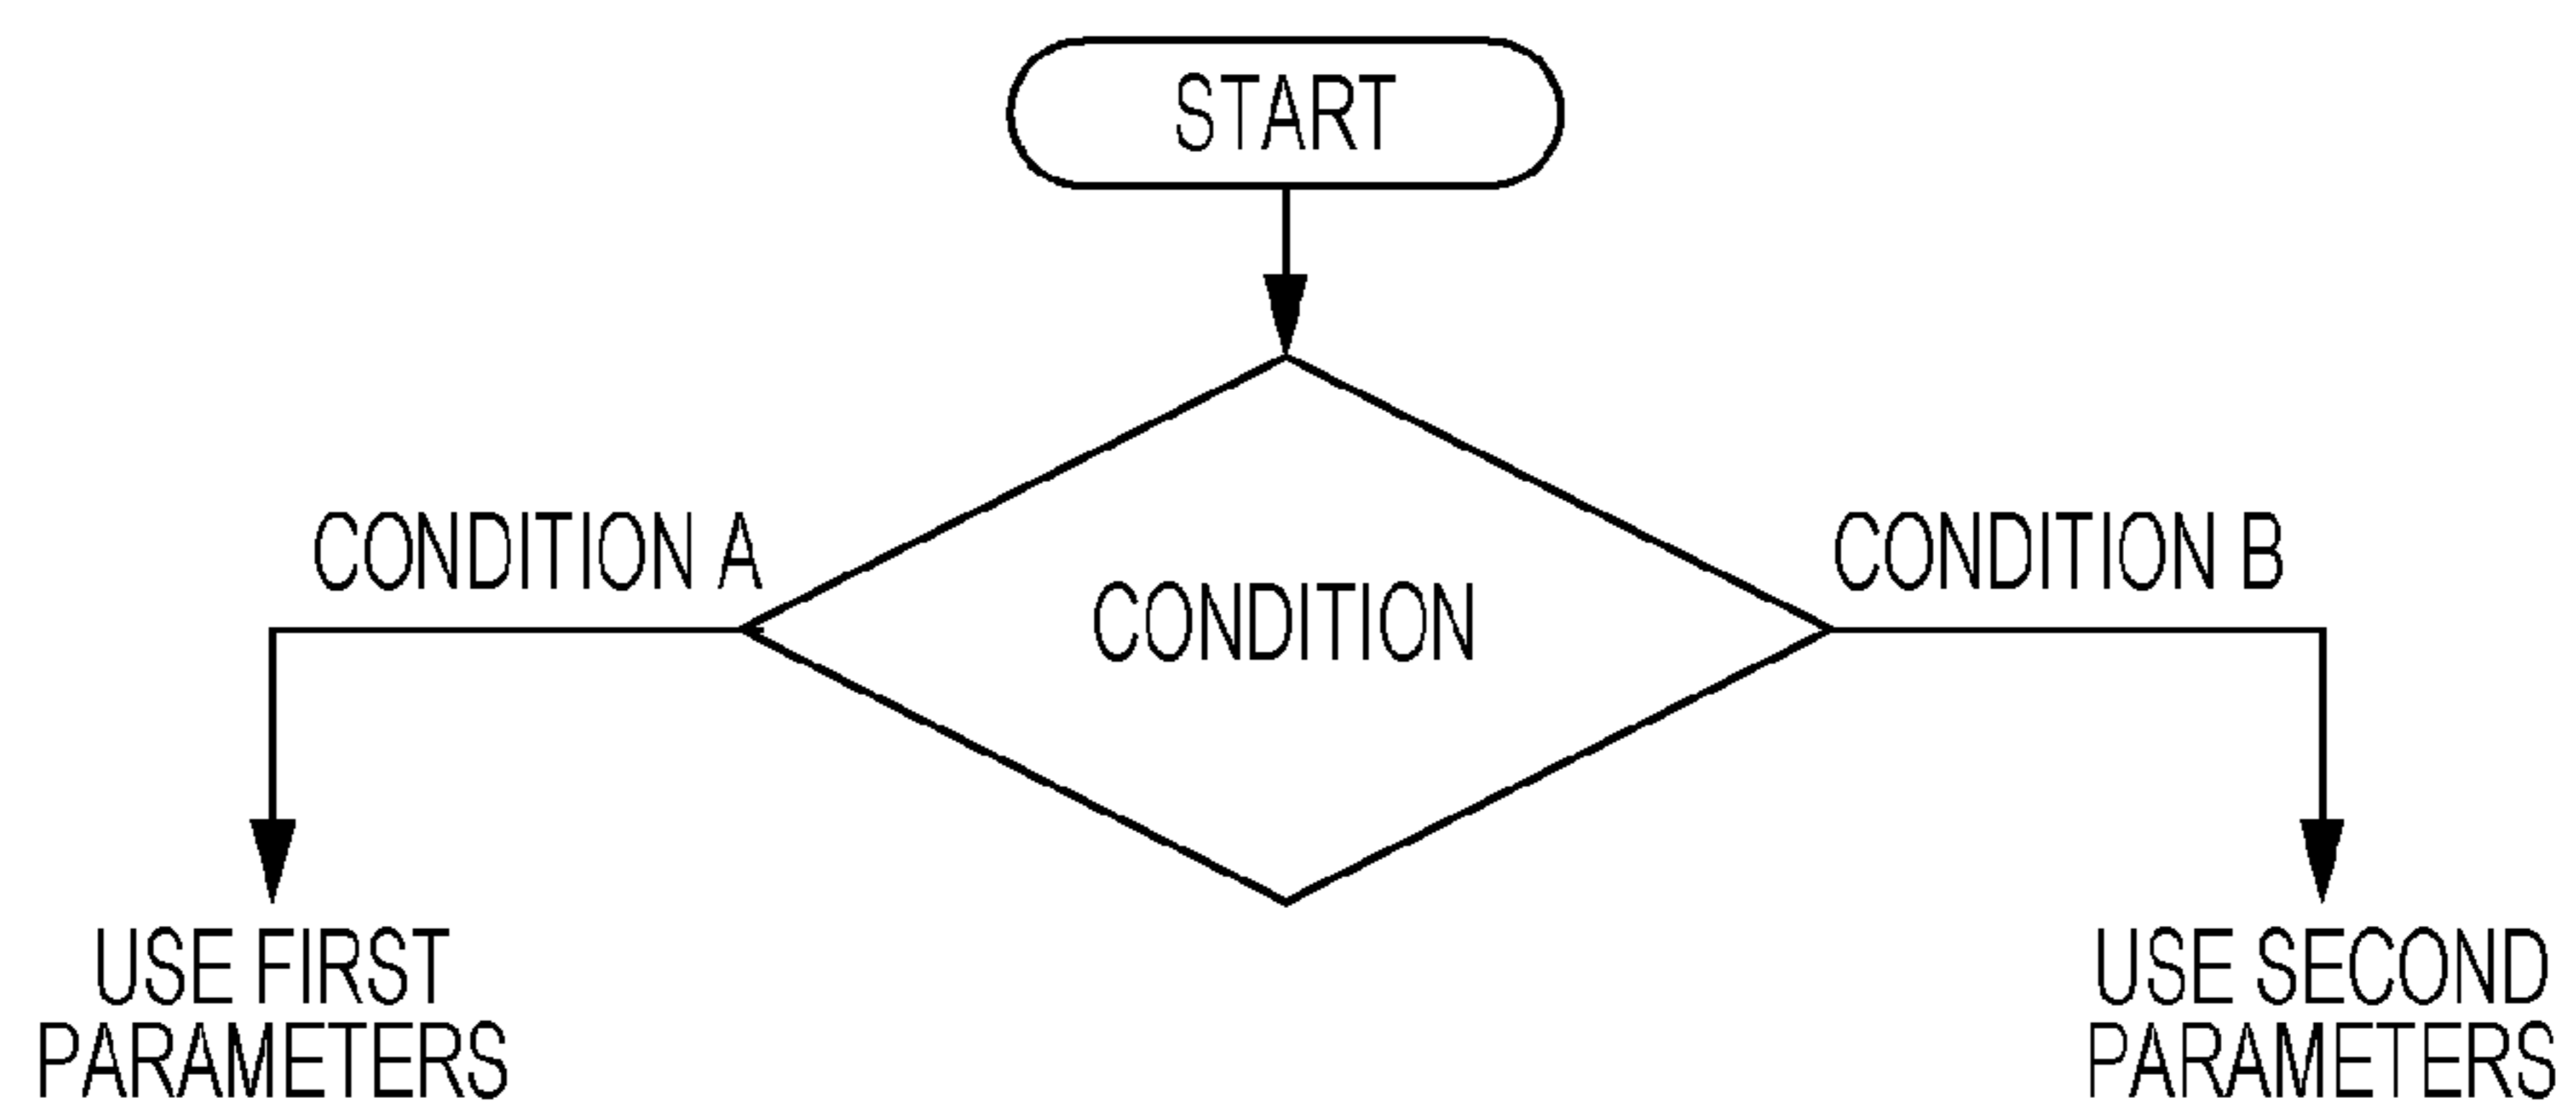 START
CONDITION A
CONDITION
CONDITION B
USE FIRST
PARAMETERS
USE SECOND
PARAMETERS